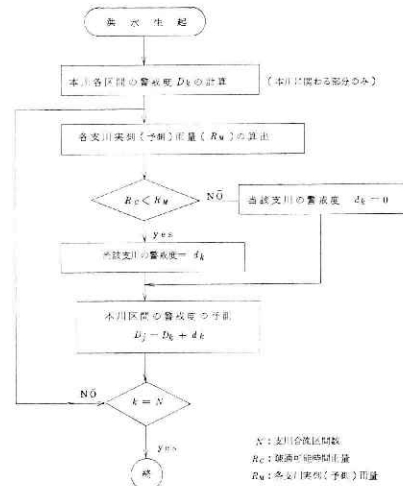 洪水生起
本川各区間の警戒度 Dkの計算
(本川に関わる部分のみ)
各支川実測(予測)雨量(RM)の算出
RC < RM
NO
当該支川の警戒度 dk = 0
yes
当該支川の警戒度 = dk
本川区間の警戒度の予測
Dj = Dk + dk
NO
k = N
yes
終
N : 支川合流区間数
RC : 破壊可能時間雨量
RM : 各支川実測(予測)雨量